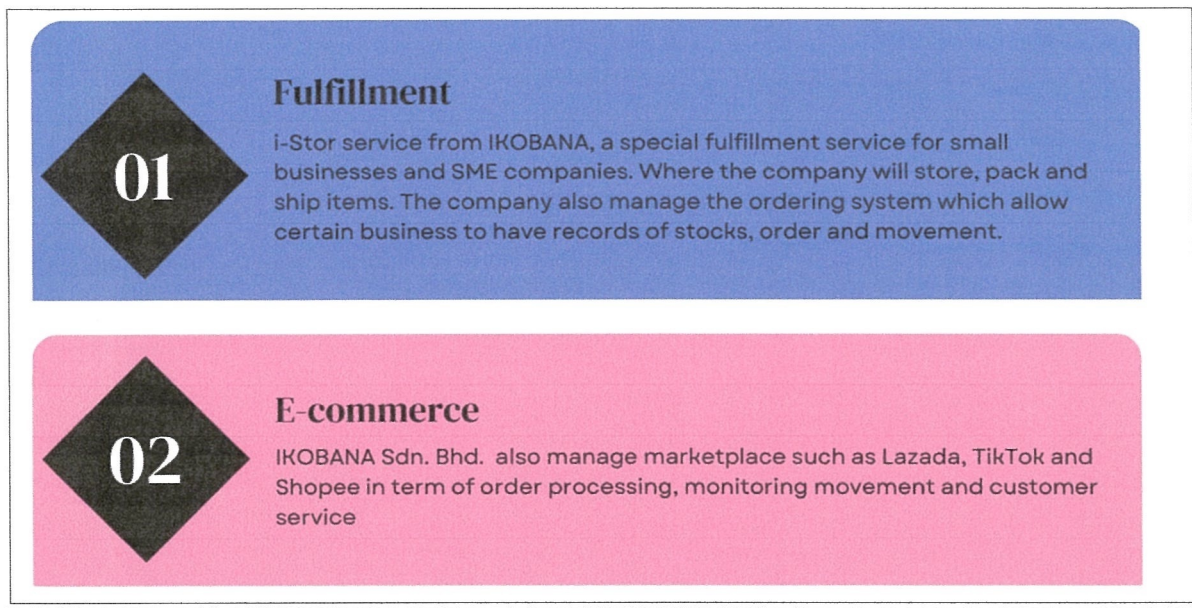 01
Fulfillment
i-Stor service from IKOBANA, a special fulfillment service for small
businesses and SME companies. Where the company will store, pack and
ship items. The company also manage the ordering system which allow
certain business to have records of stocks, order and movement.
02
E-commerce
IKOBANA Sdn. Bhd.  also manage marketplace such as Lazada, TikTok and
Shopee in term of order processing, monitoring movement and customer
service